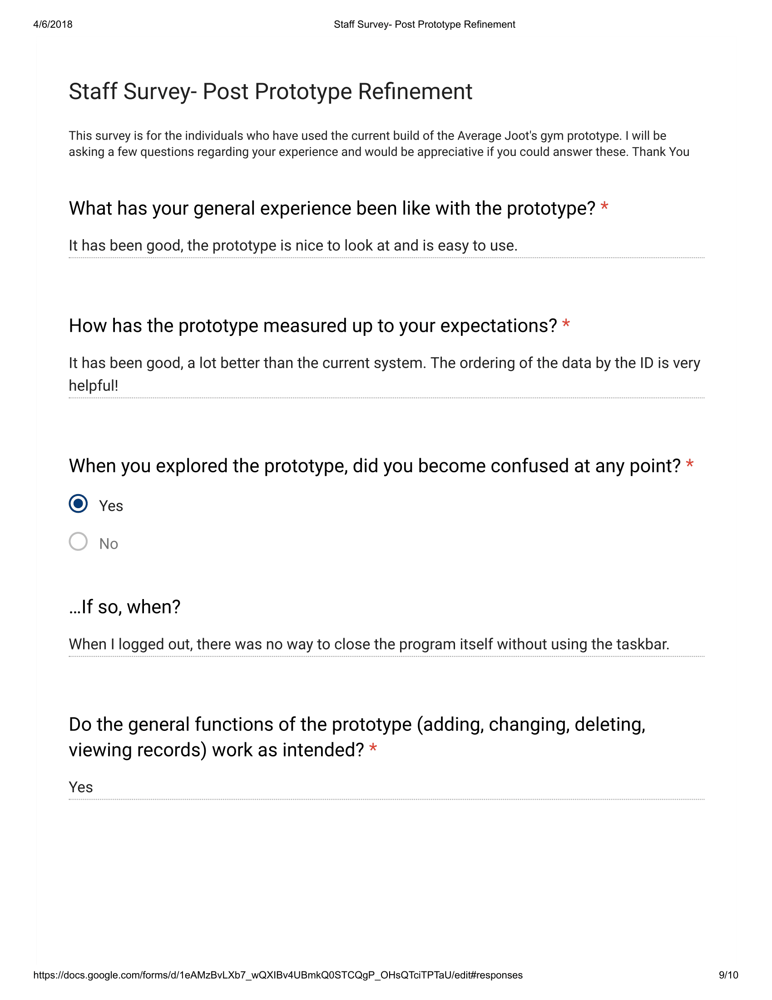 4/6/2018
Staff Survey- Post Prototype Refinement
Staff Survey- Post Prototype Refinement
This survey is for the individuals who have used the current build of the Average Joot's gym prototype. I will be
asking a few questions regarding your experience and would be appreciative if you could answer these. Thank You
What has your general experience been like with the prototype? *
It has been good, the prototype is nice to look at and is easy to use.
How has the prototype measured up to your expectations? *
It has been good, a lot better than the current system. The ordering of the data by the ID is very
helpful!
When you explored the prototype, did you become confused at any point? *
Yes
No
...If so, when?
When I logged out, there was no way to close the program itself without using the taskbar.
Do the general functions of the prototype (adding, changing, deleting,
viewing records) work as intended? *
Yes
https://docs.google.com/forms/d/1eAMzBvLXb7_wQXIBv4UBmkQ0STCQgP_OHsQTciTPTaU/edit#responses
9/10